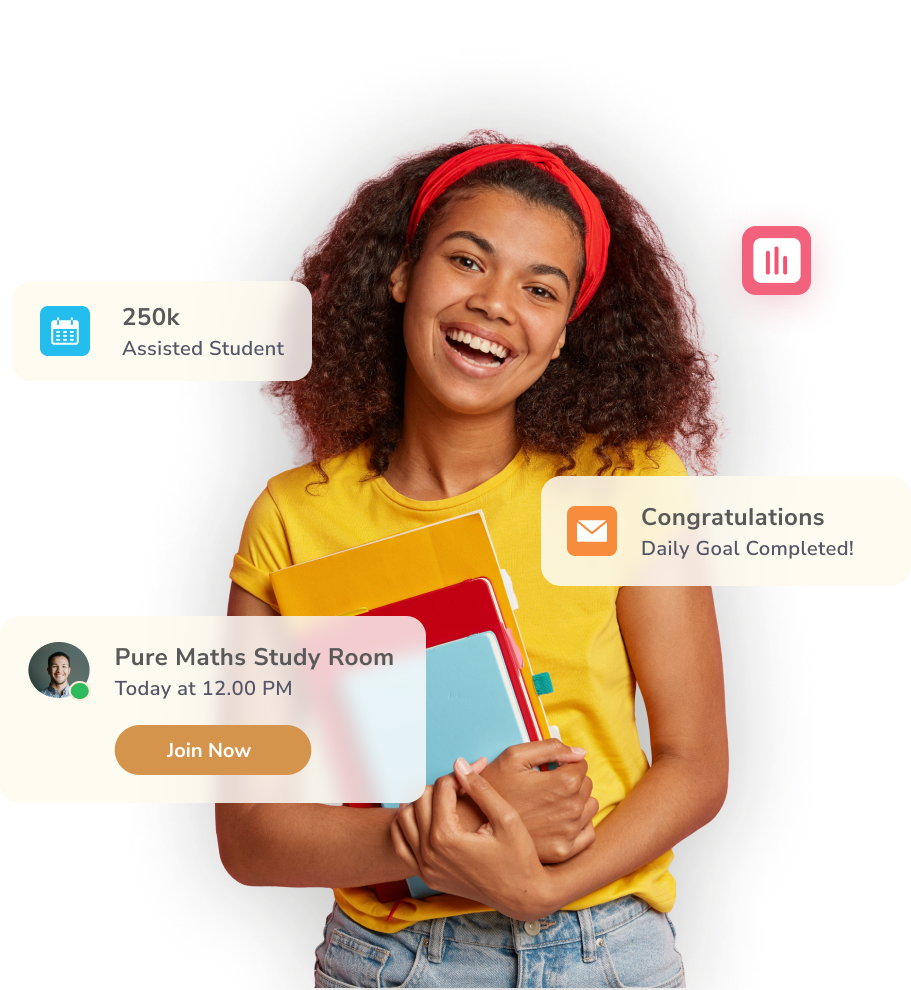 250k
Assisted Student
Congratulations
Daily Goal Completed!
Pure Maths Study Room
Today at 12.00 PM
Join Now